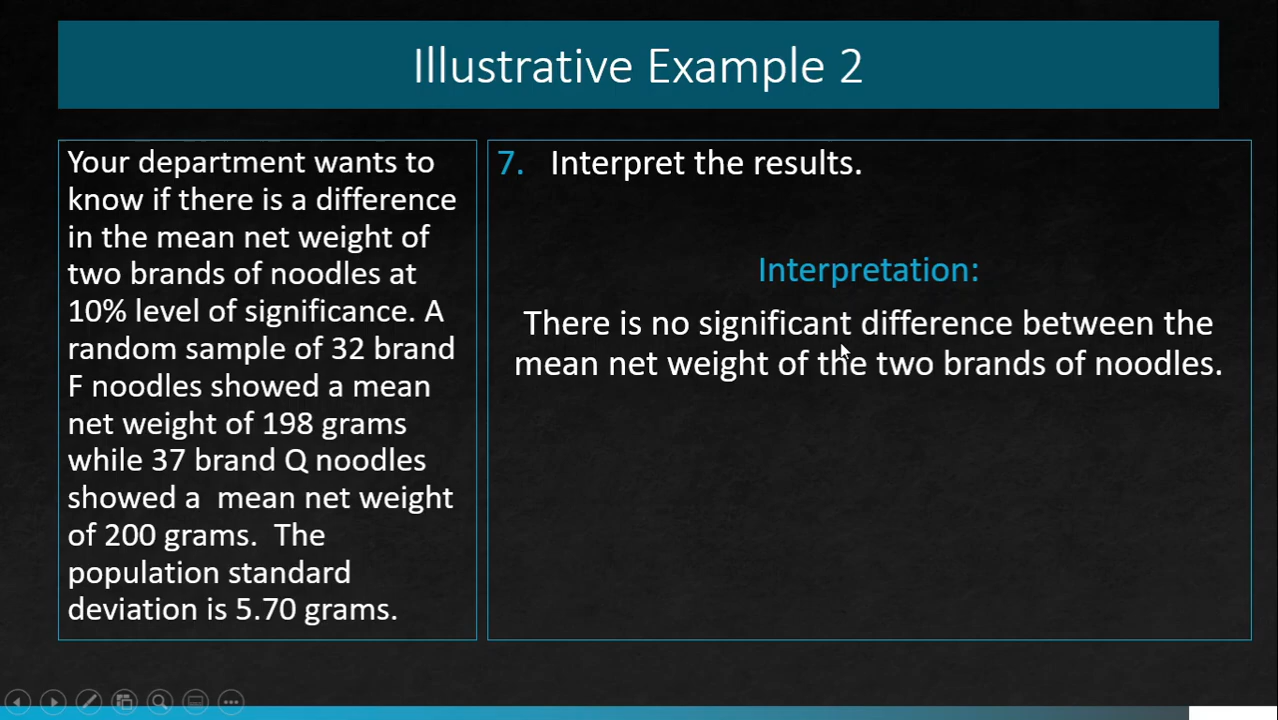 Illustrative Example 2
Your department wants to
know if there is a difference
in the mean net weight of
two brands of noodles at
10% level of significance. A
random sample of 32 brand
F noodles showed a mean
net weight of 198 grams
while 37 brand Q noodles
showed a  mean net weight
of 200 grams.  The
population standard
deviation is 5.70 grams.
7. Interpret the results.
Interpretation:
There is no significant difference between the
mean net weight of the two brands of noodles.